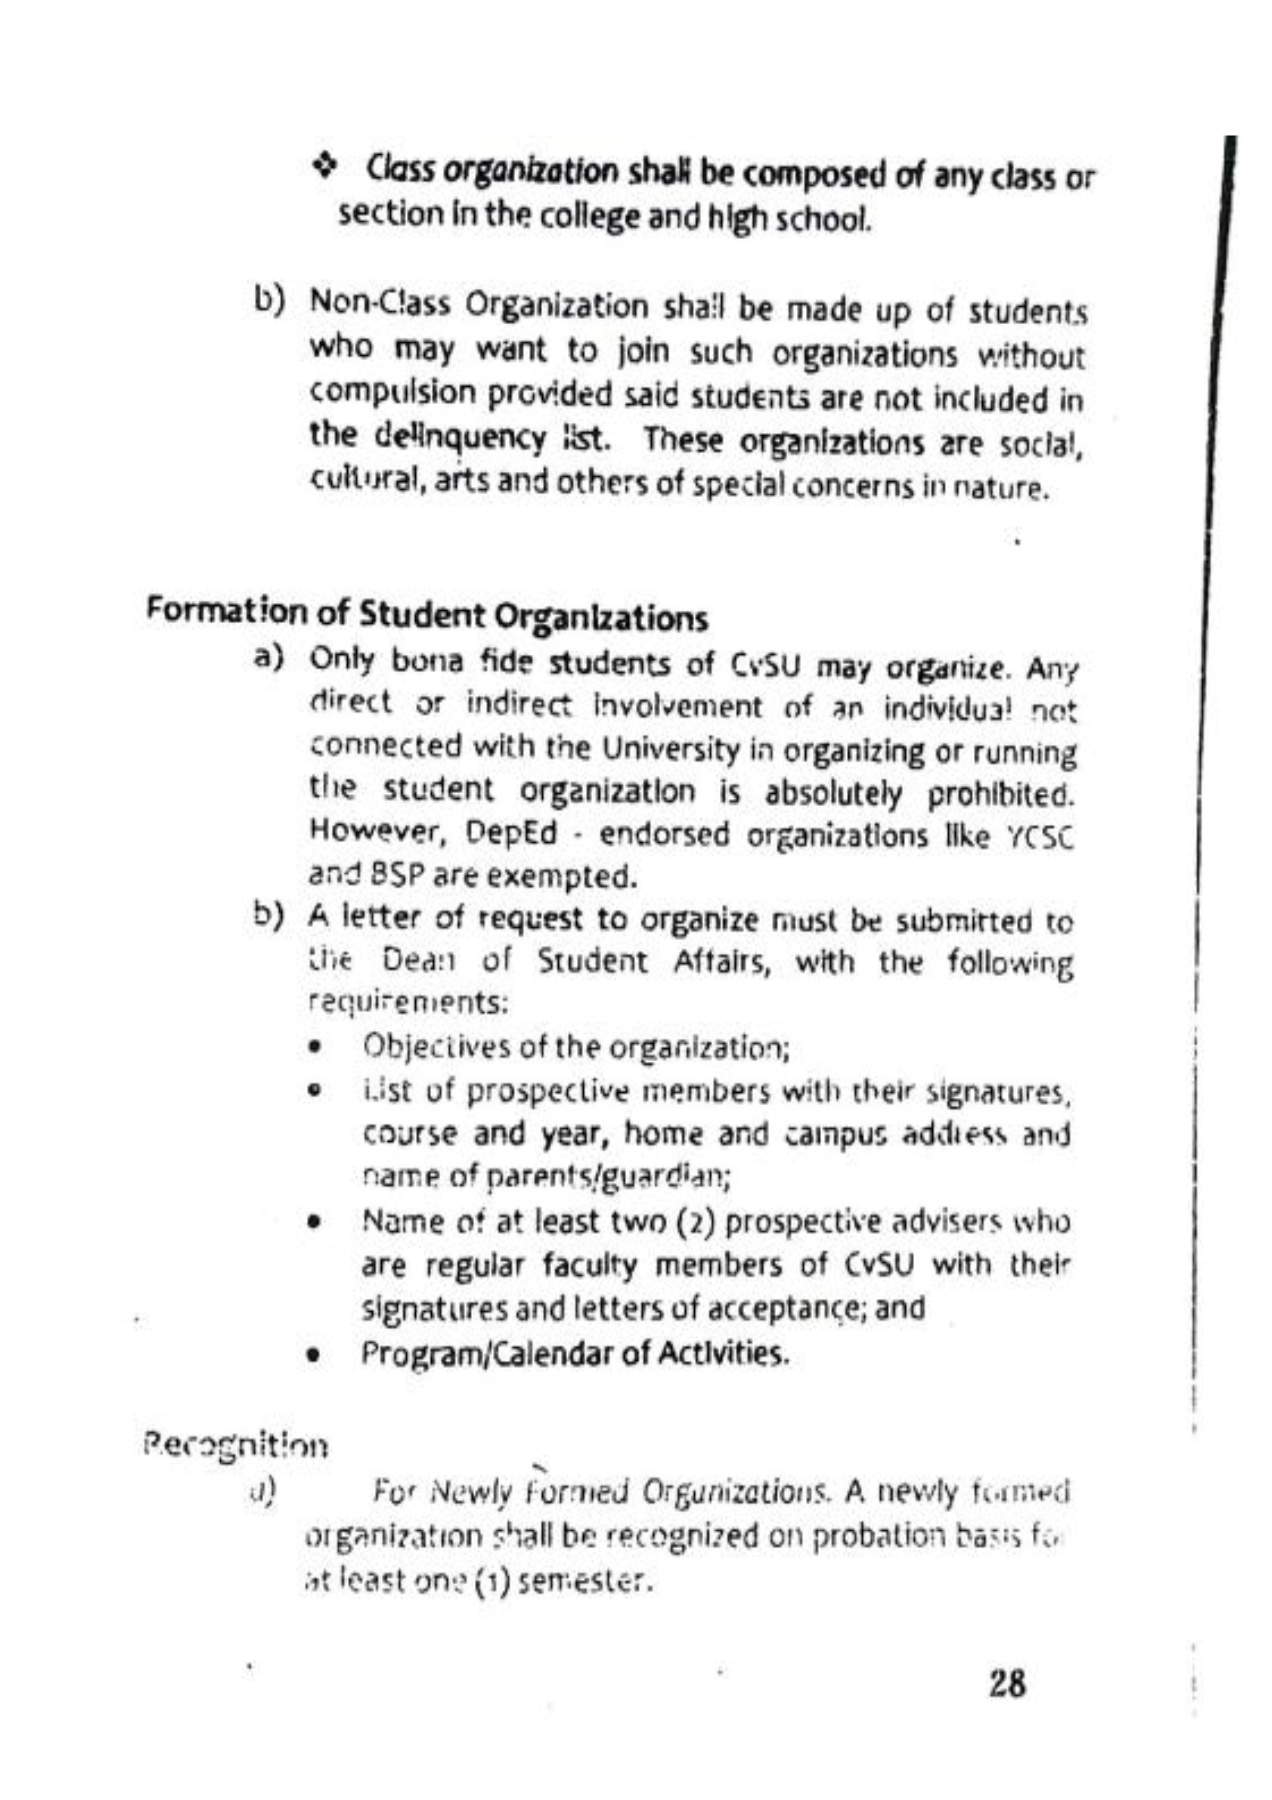 ❖ Class organization shall be composed of any class or
section in the college and high school.
b) Non-Class Organization shall be made up of students
who may want to join such organizations without
compulsion provided said students are not included in
the delinquency list. These organizations are social,
cultural, arts and others of special concerns in nature.
Formation of Student Organizations
a) Only bona fide students of CvSU may organize. Any
direct or indirect involvement of an individual not
connected with the University in organizing or running
the student organization is absolutely prohibited.
However, DepEd - endorsed organizations like YCSC
and BSP are exempted.
b) A letter of request to organize must be submitted to
the Dean of Student Affairs, with the following
requirements:
• Objectives of the organization;
• List of prospective members with their signatures,
course and year, home and campus address and
name of parents/guardian;
• Name of at least two (2) prospective advisers who
are regular faculty members of CvSU with their
signatures and letters of acceptance; and
• Program/Calendar of Activities.
Recognition
a) For Newly Formed Organizations. A newly formed
organization shall be recognized on probation basis fo
at least one (1) semester.
28